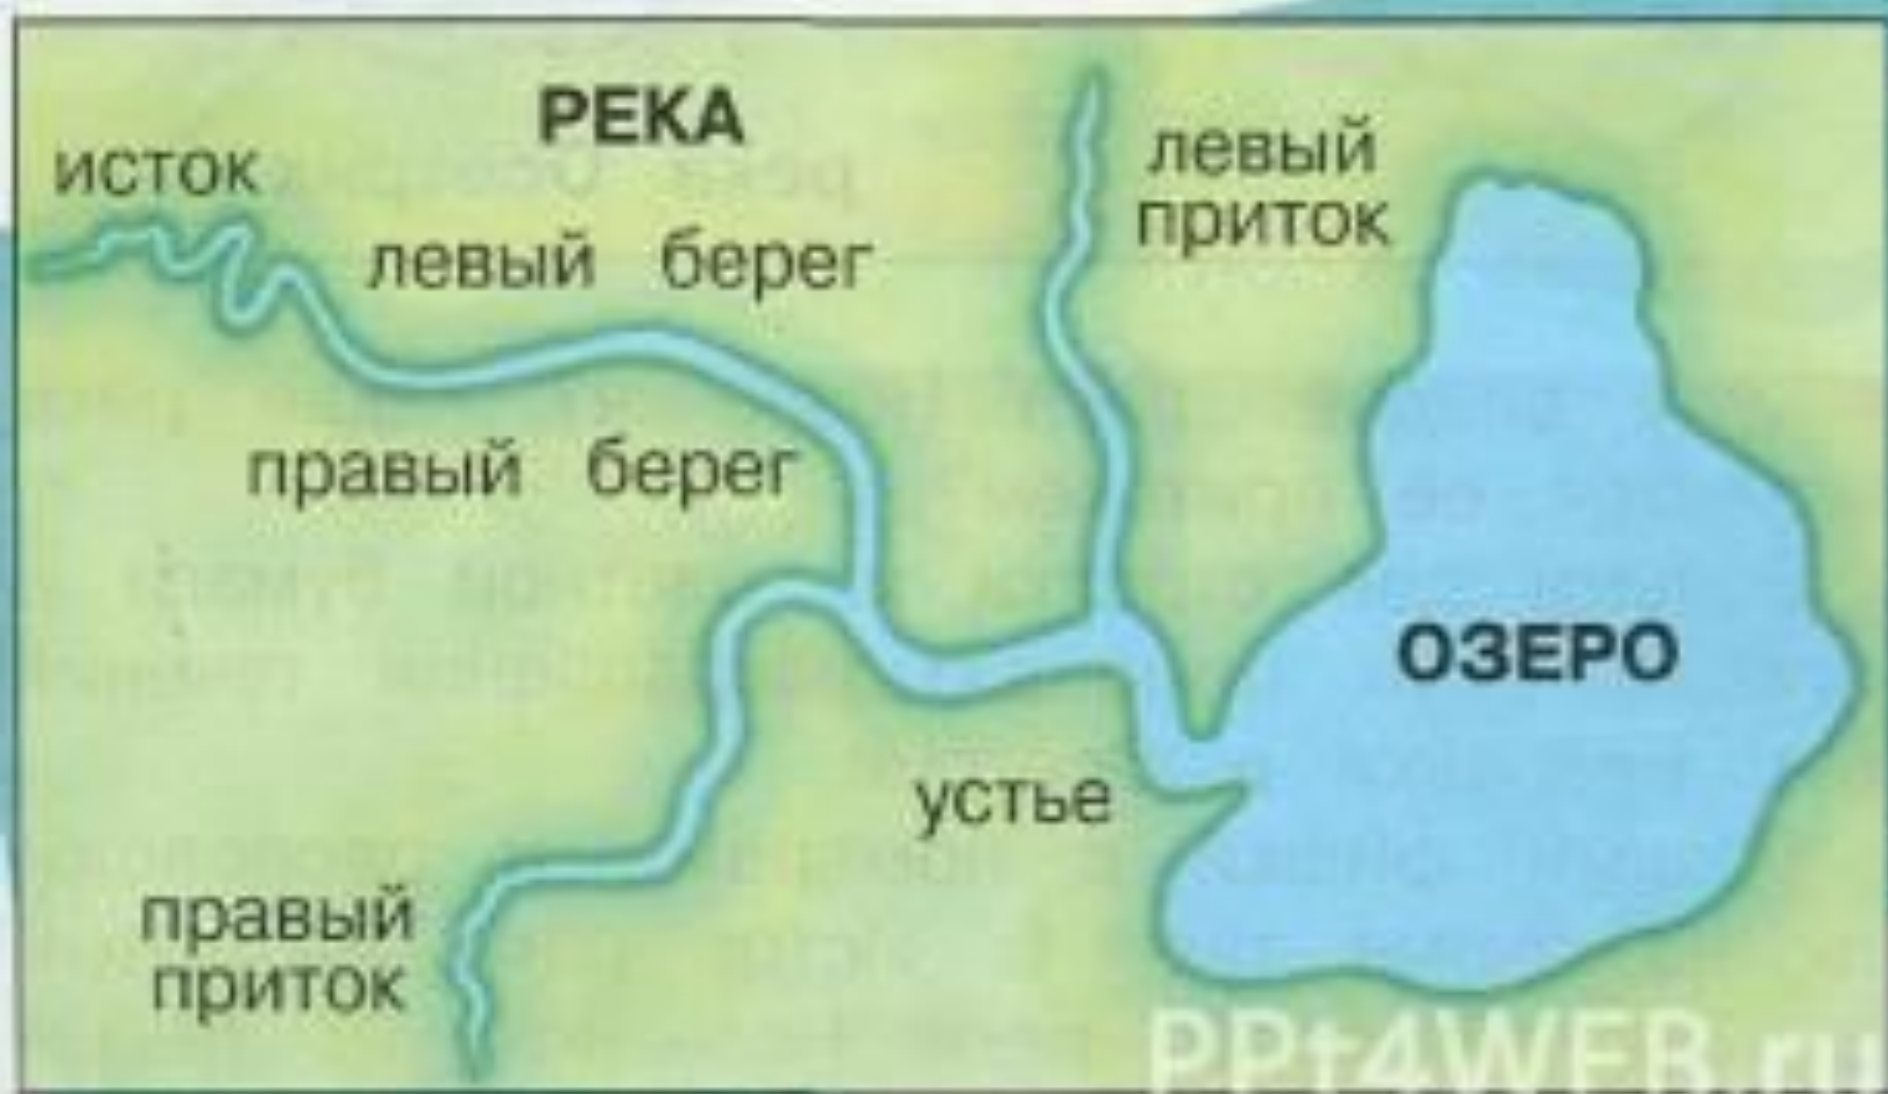 РЕКА
исток
левый берег
левый
приток
правый берег
ОЗЕРО
устье
правый
приток
PPt4WEB.ru